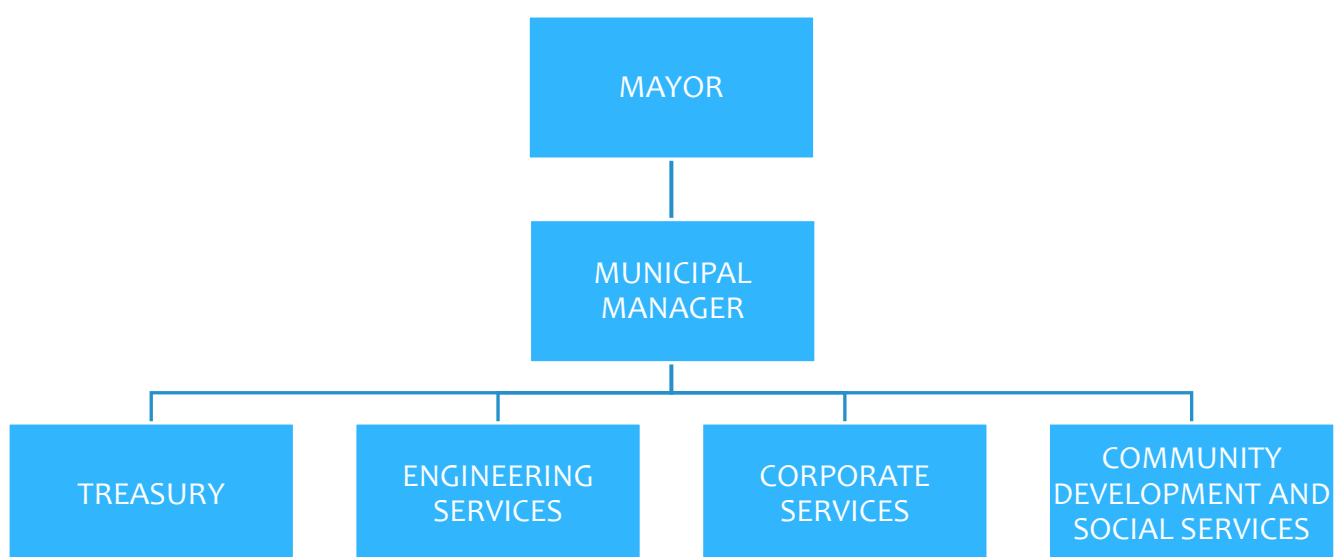 MAYOR
MUNICIPAL
MANAGER
TREASURY
ENGINEERING
SERVICES
CORPORATE
SERVICES
COMMUNITY
DEVELOPMENT AND
SOCIAL SERVICES